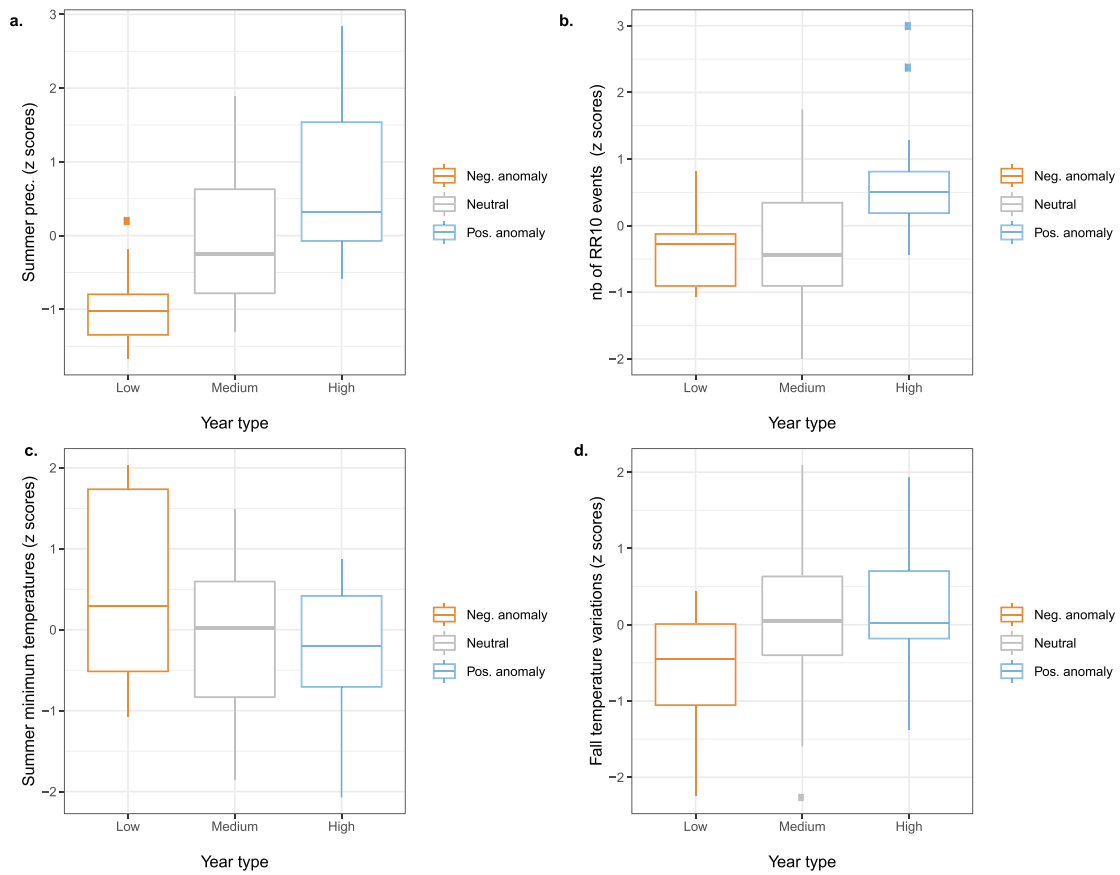 a.
Summer prec. (z scores)
3
2
1
0
−1
Low
Medium
High
Year type
Neg. anomaly
Neutral
Pos. anomaly
b.
nb of RR10 events (z scores)
3
2
1
0
−1
−2
Low
Medium
High
Year type
Neg. anomaly
Neutral
Pos. anomaly
c.
Summer minimum temperatures (z scores)
2
1
0
−1
−2
Low
Medium
High
Year type
Neg. anomaly
Neutral
Pos. anomaly
d.
Fall temperature variations (z scores)
2
1
0
−1
−2
Low
Medium
High
Year type
Neg. anomaly
Neutral
Pos. anomaly